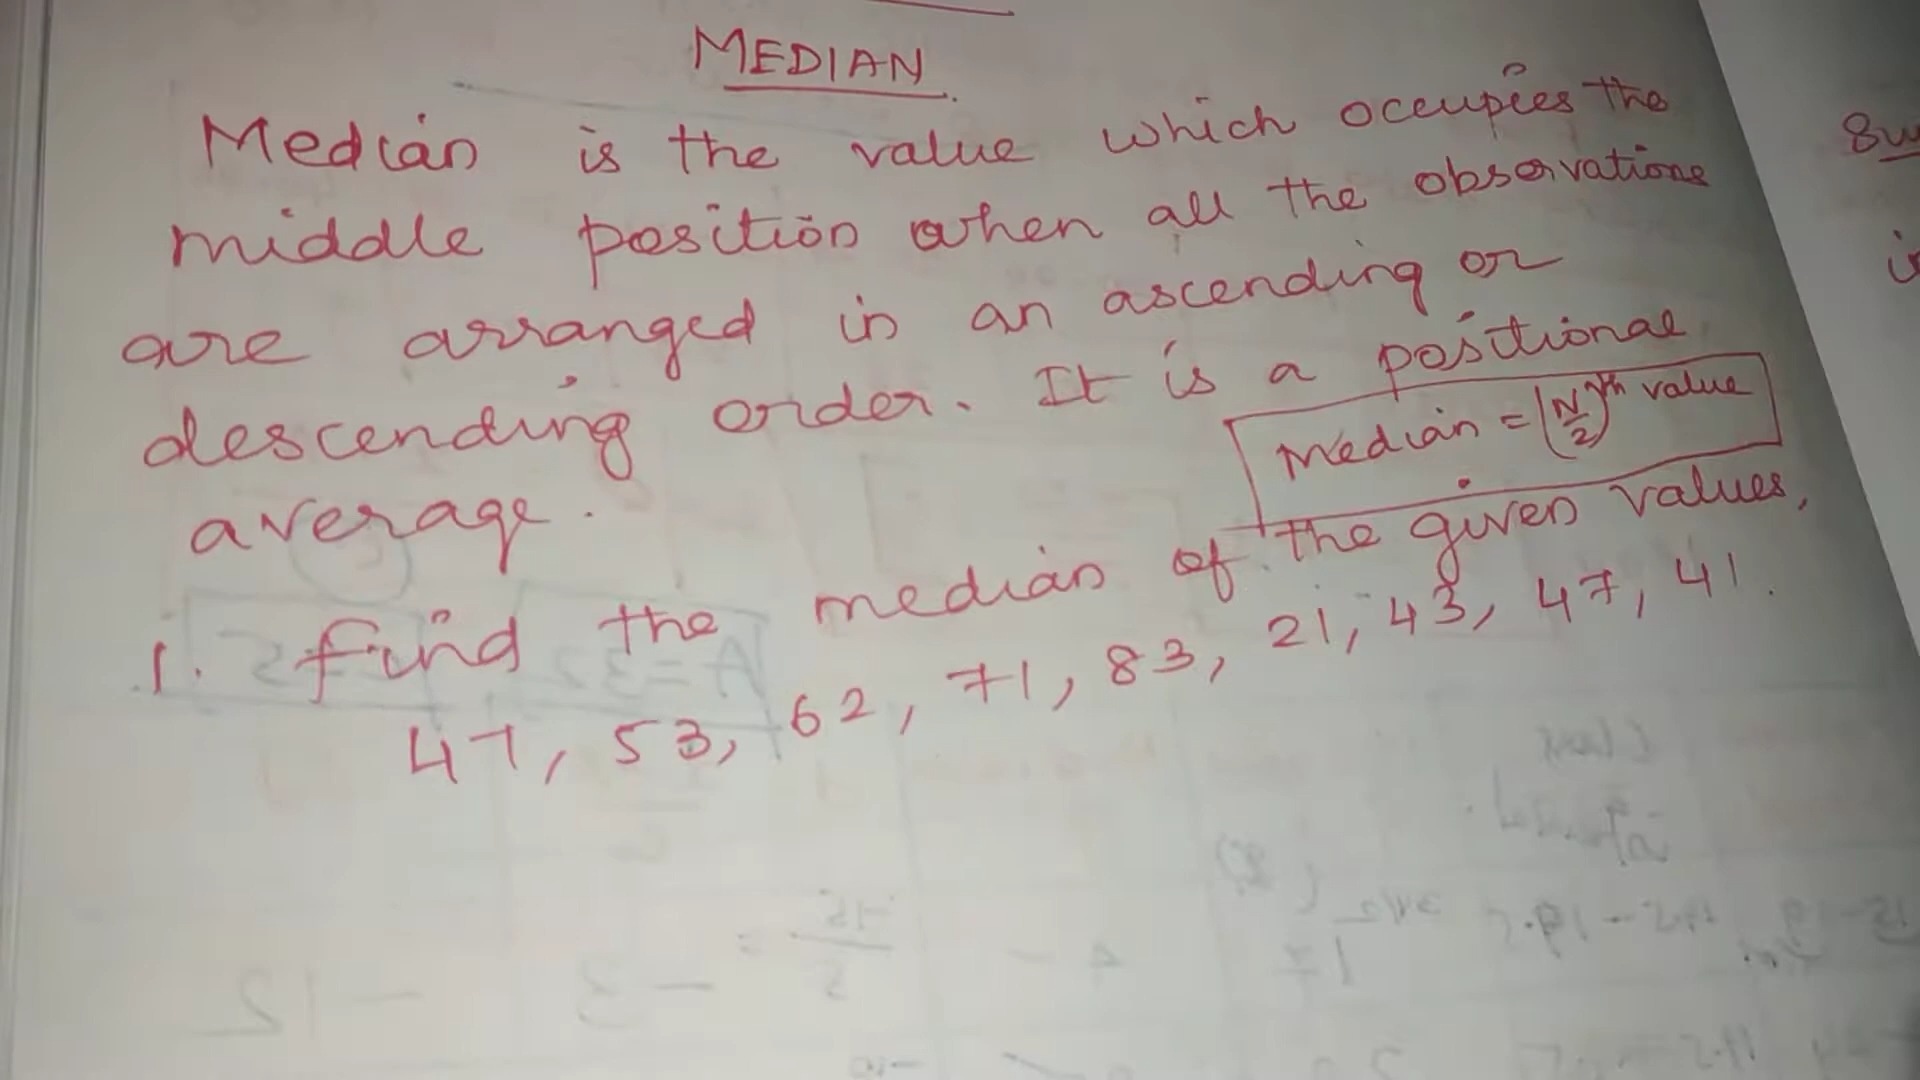 MEDIAN.
Median is the value which occupies the
middle position when all the observations
are arranged in an ascending or
descending order. It is a positional
average.
Median = (N/2)th value
1. Find the median of the given values,
47, 53, 62, 71, 83, 21, 43, 47, 41.